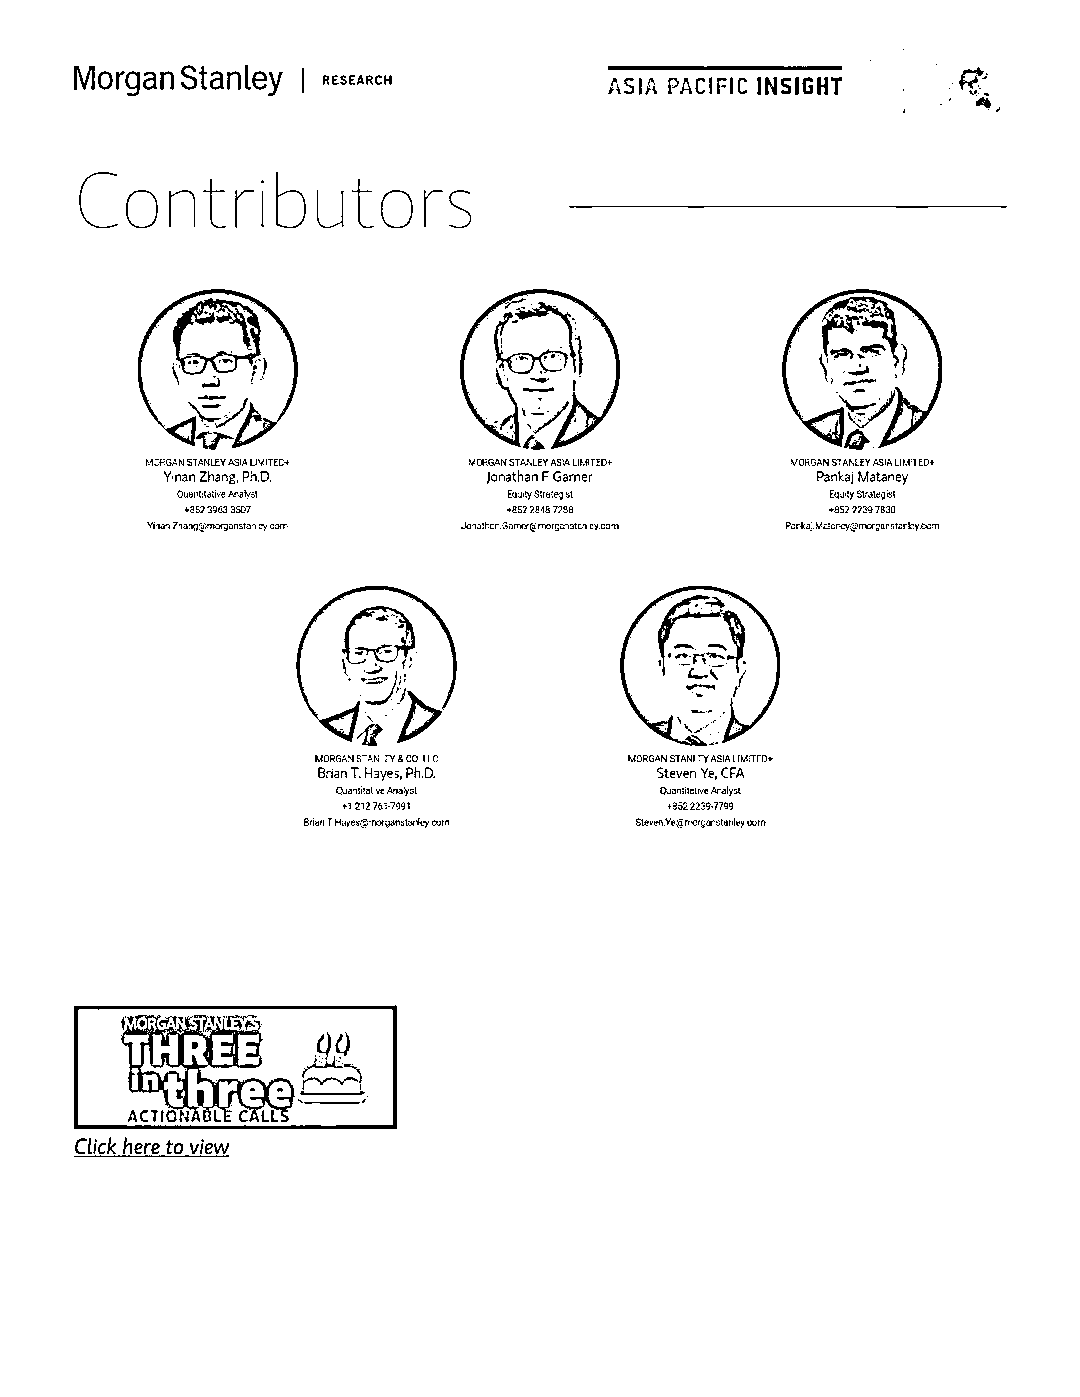 Morgan Stanley | RESEARCH
ASIA PACIFIC INSIGHT
Contributors
MORGAN STANLEY ASIA LIMITED+
Yinan Zhang, Ph.D.
Quantitative Analyst
+852 3963-3507
Yinan.Zhang@morganstanley.com
MORGAN STANLEY ASIA LIMITED+
Jonathan F Garner
Equity Strategist
+852 2848-7288
Jonathan.Garner@morganstanley.com
MORGAN STANLEY ASIA LIMITED+
Pankaj Mataney
Equity Strategist
+852 2239-7830
Pankaj.Mataney@morganstanley.com
MORGAN STANLEY & CO. LLC
Brian T. Hayes, Ph.D.
Quantitative Analyst
+1 212 761-7991
Brian.T.Hayes@morganstanley.com
MORGAN STANLEY ASIA LIMITED+
Steven Ye, CFA
Quantitative Analyst
+852 2239-7799
Steven.Ye@morganstanley.com
MORGAN STANLEY'S
THREE
in three
ACTIONABLE CALLS
Click here to view